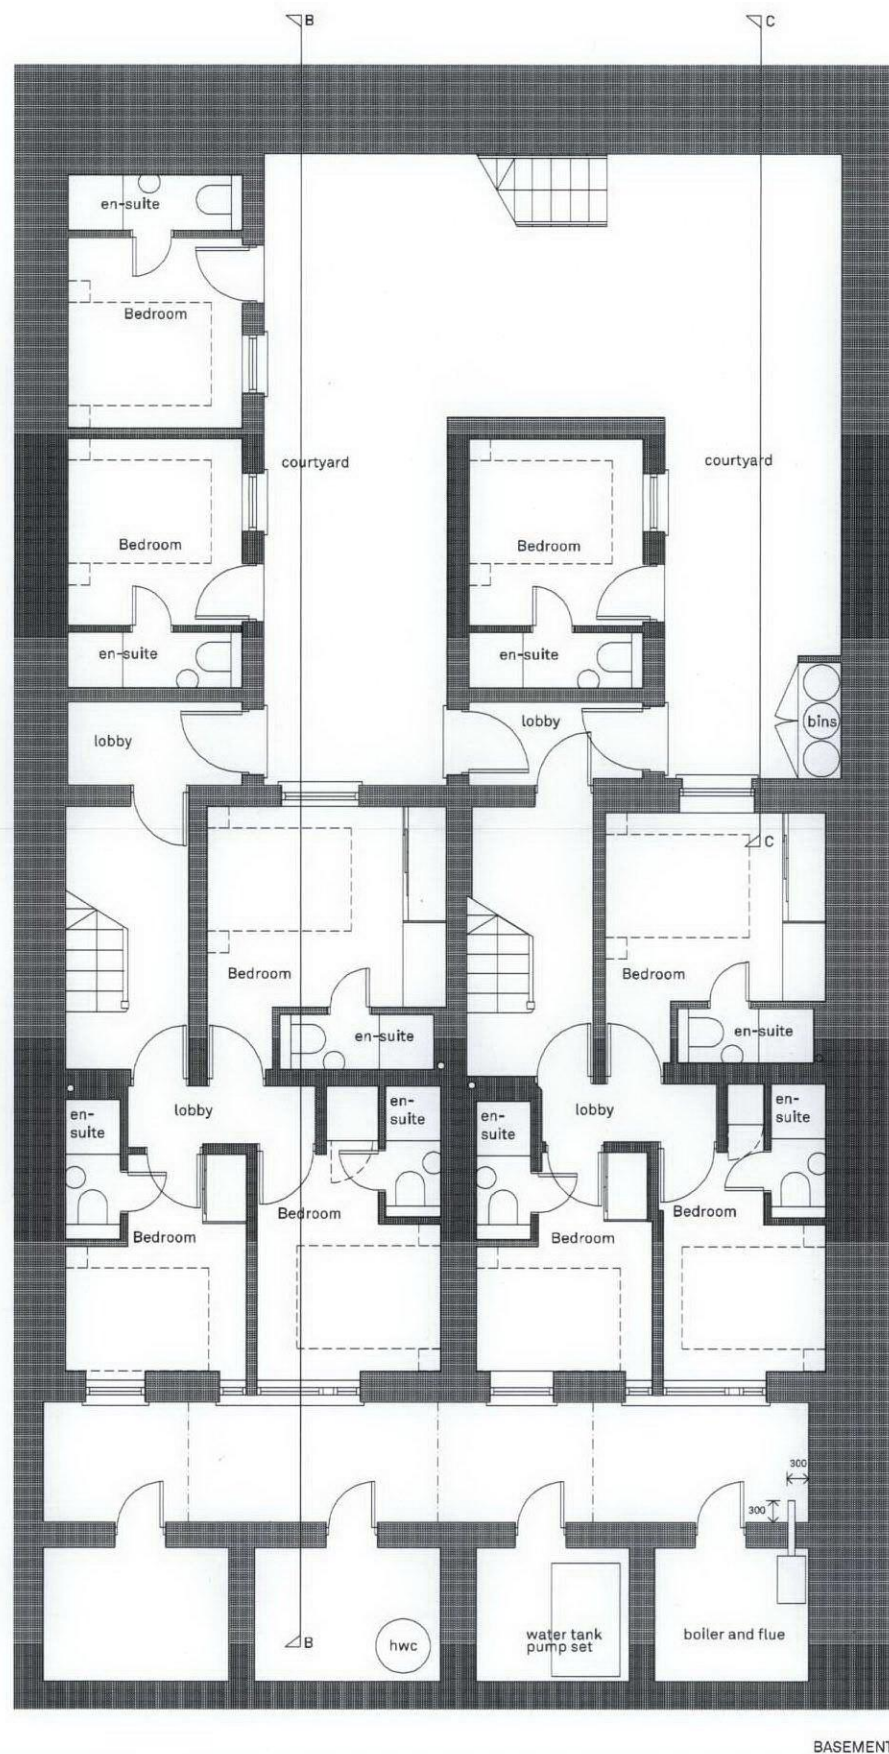 B
C
en-suite
Bedroom
courtyard
courtyard
Bedroom
Bedroom
en-suite
en-suite
lobby
lobby
bins
C
Bedroom
Bedroom
en-suite
en-suite
en-
suite
lobby
en-
suite
en-
suite
lobby
en-
suite
Bedroom
Bedroom
Bedroom
Bedroom
300
300
B
hwc
water tank
pump set
boiler and flue
BASEMENT